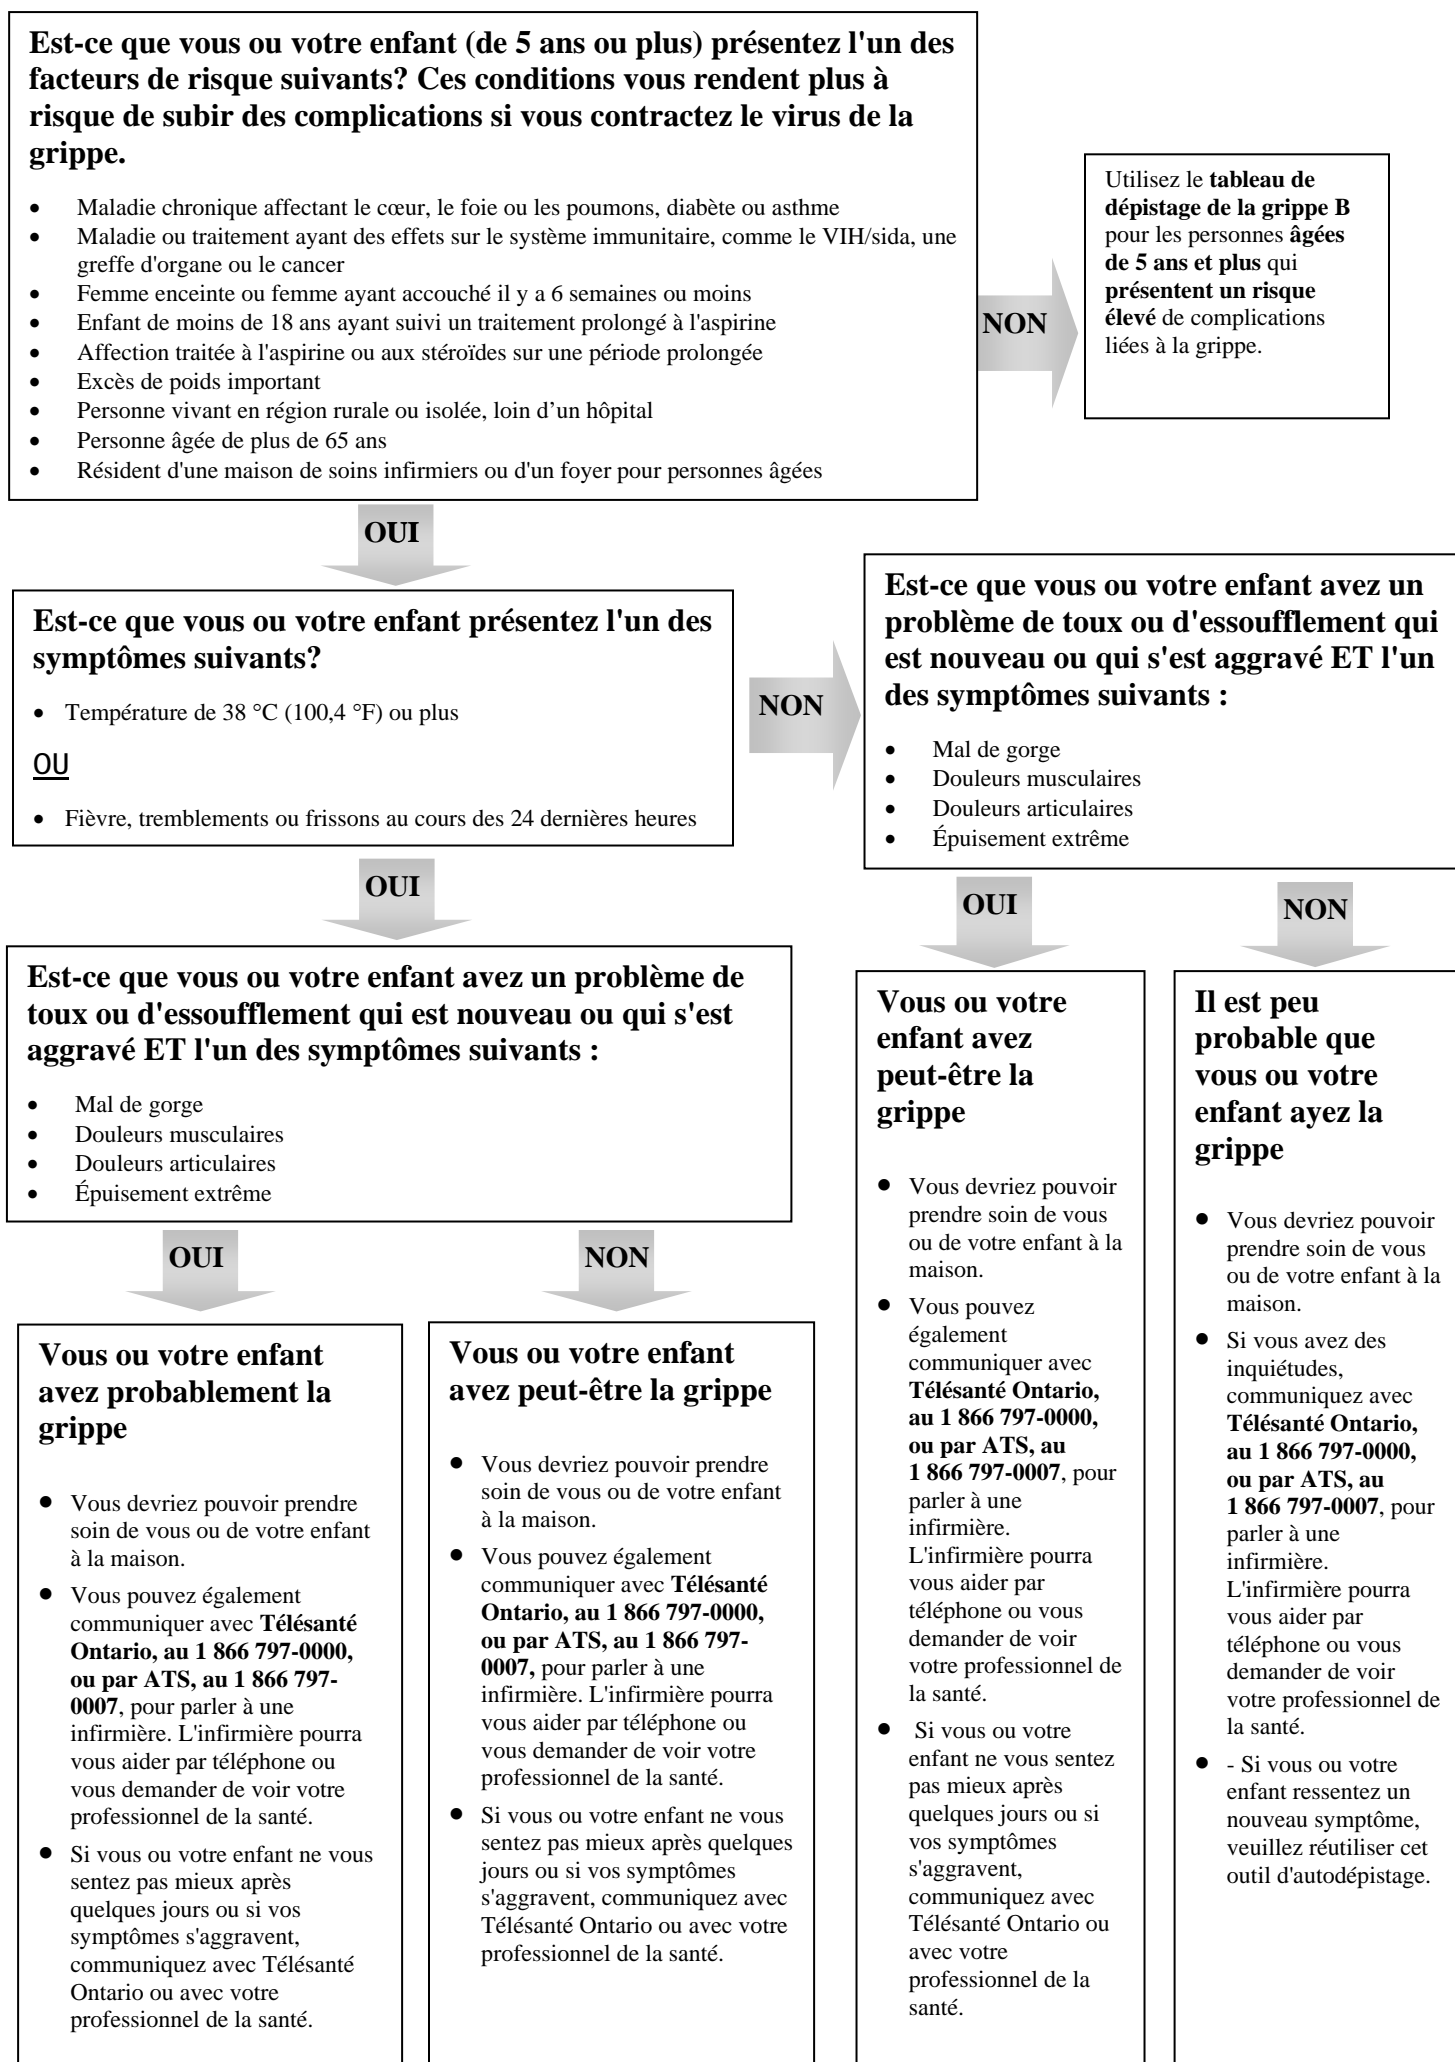 Est-ce que vous ou votre enfant (de 5 ans ou plus) présentez l'un des
facteurs de risque suivants? Ces conditions vous rendent plus à
risque de subir des complications si vous contractez le virus de la
grippe.
• Maladie chronique affectant le cœur, le foie ou les poumons, diabète ou asthme
• Maladie ou traitement ayant des effets sur le système immunitaire, comme le VIH/sida, une
greffe d'organe ou le cancer
• Femme enceinte ou femme ayant accouché il y a 6 semaines ou moins
• Enfant de moins de 18 ans ayant suivi un traitement prolongé à l'aspirine
• Affection traitée à l'aspirine ou aux stéroïdes sur une période prolongée
• Excès de poids important
• Personne vivant en région rurale ou isolée, loin d’un hôpital
• Personne âgée de plus de 65 ans
• Résident d'une maison de soins infirmiers ou d'un foyer pour personnes âgées
NON
Utilisez le tableau de
dépistage de la grippe B
pour les personnes âgées
de 5 ans et plus qui
présentent un risque
élevé de complications
liées à la grippe.
OUI
Est-ce que vous ou votre enfant présentez l'un des
symptômes suivants?
• Température de 38 °C (100,4 °F) ou plus
OU
• Fièvre, tremblements ou frissons au cours des 24 dernières heures
NON
Est-ce que vous ou votre enfant avez un
problème de toux ou d'essoufflement qui
est nouveau ou qui s'est aggravé ET l'un
des symptômes suivants :
• Mal de gorge
• Douleurs musculaires
• Douleurs articulaires
• Épuisement extrême
OUI
Est-ce que vous ou votre enfant avez un problème de
toux ou d'essoufflement qui est nouveau ou qui s'est
aggravé ET l'un des symptômes suivants :
• Mal de gorge
• Douleurs musculaires
• Douleurs articulaires
• Épuisement extrême
OUI
Vous ou votre enfant
avez probablement la
grippe
• Vous devriez pouvoir prendre
soin de vous ou de votre enfant
à la maison.
• Vous pouvez également
communiquer avec Télésanté
Ontario, au 1 866 797-0000,
ou par ATS, au 1 866 797-
0007, pour parler à une
infirmière. L'infirmière pourra
vous aider par téléphone ou
vous demander de voir votre
professionnel de la santé.
• Si vous ou votre enfant ne vous
sentez pas mieux après
quelques jours ou si vos
symptômes s'aggravent,
communiquez avec Télésanté
Ontario ou avec votre
professionnel de la santé.
NON
Vous ou votre enfant
avez peut-être la grippe
• Vous devriez pouvoir prendre
soin de vous ou de votre enfant
à la maison.
• Vous pouvez également
communiquer avec Télésanté
Ontario, au 1 866 797-0000,
ou par ATS, au 1 866 797-
0007, pour parler à une
infirmière. L'infirmière pourra
vous aider par téléphone ou
vous demander de voir votre
professionnel de la santé.
• Si vous ou votre enfant ne vous
sentez pas mieux après quelques
jours ou si vos symptômes
s'aggravent, communiquez avec
Télésanté Ontario ou avec votre
professionnel de la santé.
OUI
Vous ou votre
enfant avez
peut-être la
grippe
• Vous devriez pouvoir
prendre soin de vous
ou de votre enfant à la
maison.
• Vous pouvez
également
communiquer avec
Télésanté Ontario,
au 1 866 797-0000,
ou par ATS, au
1 866 797-0007, pour
parler à une
infirmière.
L'infirmière pourra
vous aider par
téléphone ou vous
demander de voir
votre professionnel de
la santé.
• Si vous ou votre
enfant ne vous sentez
pas mieux après
quelques jours ou si
vos symptômes
s'aggravent,
communiquez avec
Télésanté Ontario ou
avec votre
professionnel de la
santé.
NON
Il est peu
probable que
vous ou votre
enfant ayez la
grippe
• Vous devriez pouvoir
prendre soin de vous
ou de votre enfant à la
maison.
• Si vous avez des
inquiétudes,
communiquez avec
Télésanté Ontario,
au 1 866 797-0000,
ou par ATS, au
1 866 797-0007, pour
parler à une
infirmière.
L'infirmière pourra
vous aider par
téléphone ou vous
demander de voir
votre professionnel de
la santé.
• - Si vous ou votre
enfant ressentez un
nouveau symptôme,
veuillez réutiliser cet
outil d'autodépistage.